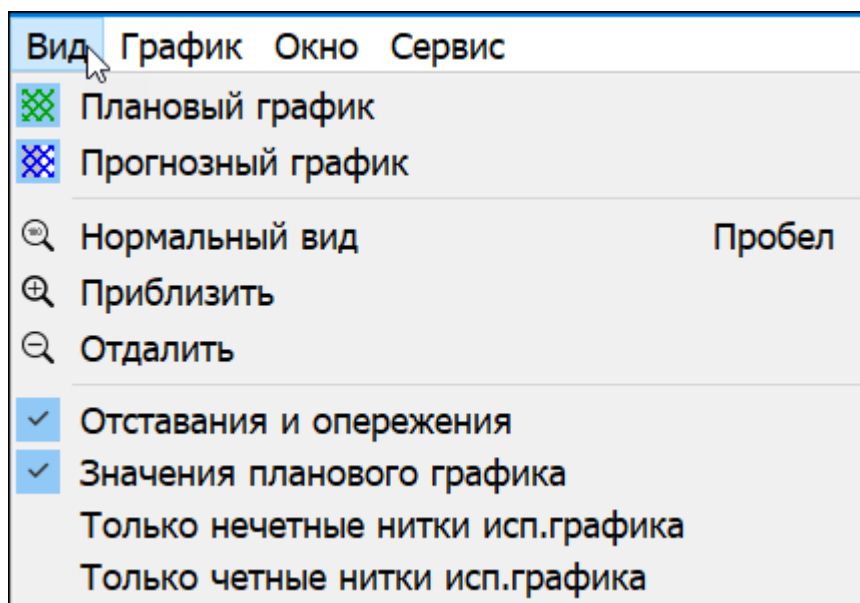 Вид График Окно Сервис
Плановый график
Прогнозный график
Нормальный вид Пробел
Приблизить
Отдалить
Отставания и опережения
Значения планового графика
Только нечетные нитки исп.графика
Только четные нитки исп.графика